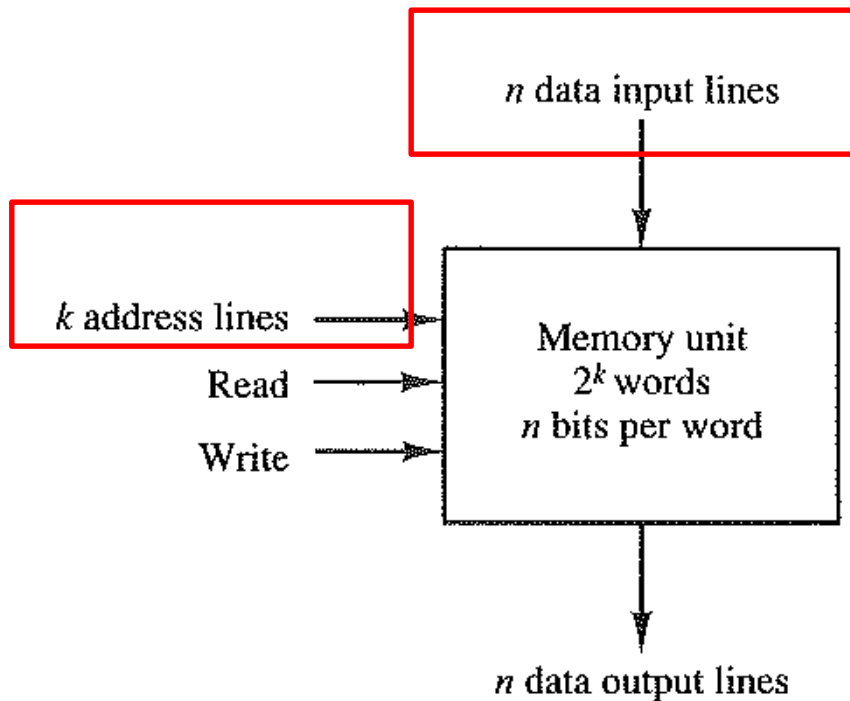 n data input lines
k address lines
Read
Write
Memory unit
2^k words
n bits per word
n data output lines